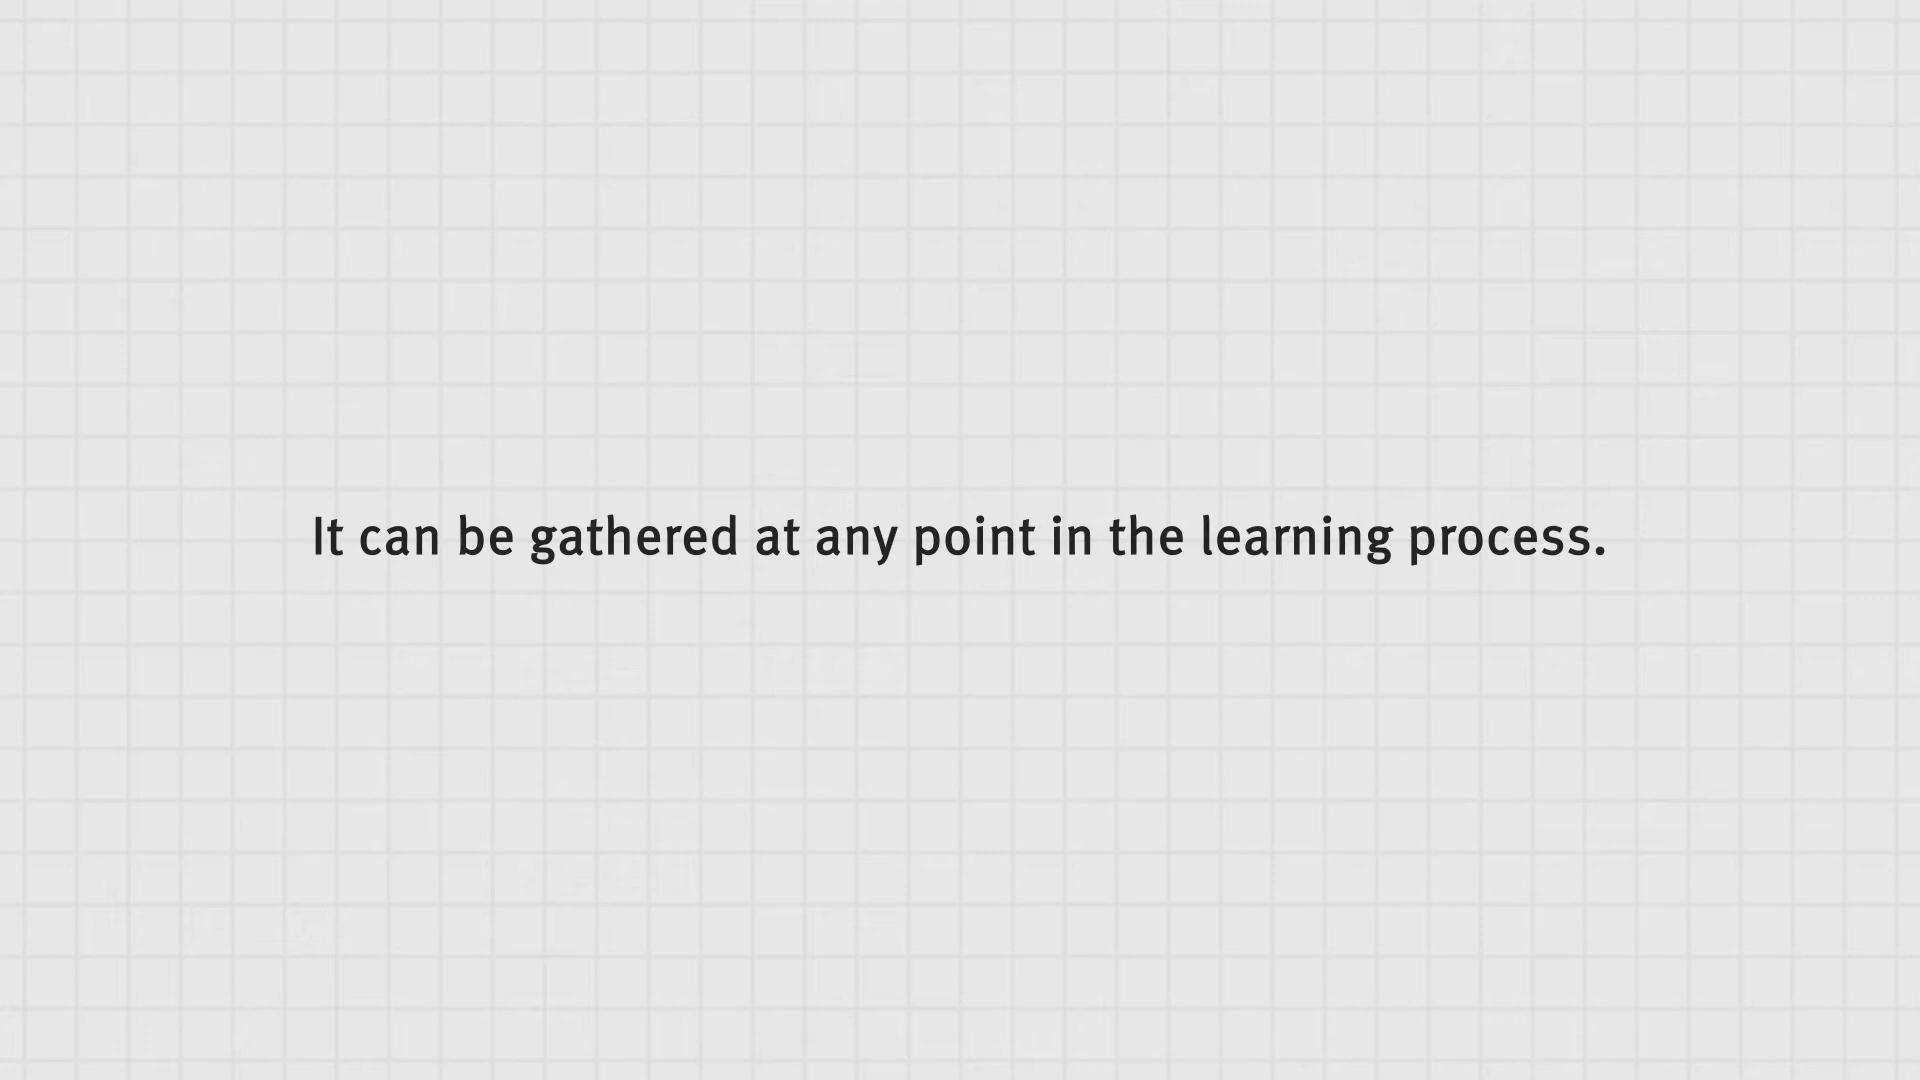 It can be gathered at any point in the learning process.